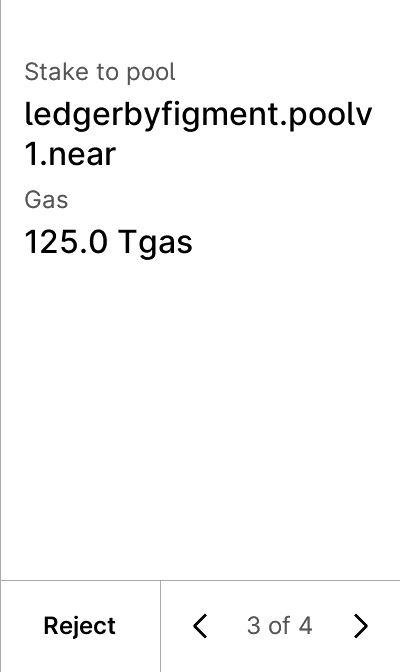 Stake to pool
ledgerbyfigment.poolv
1.near
Gas
125.0 Tgas
Reject
3 of 4